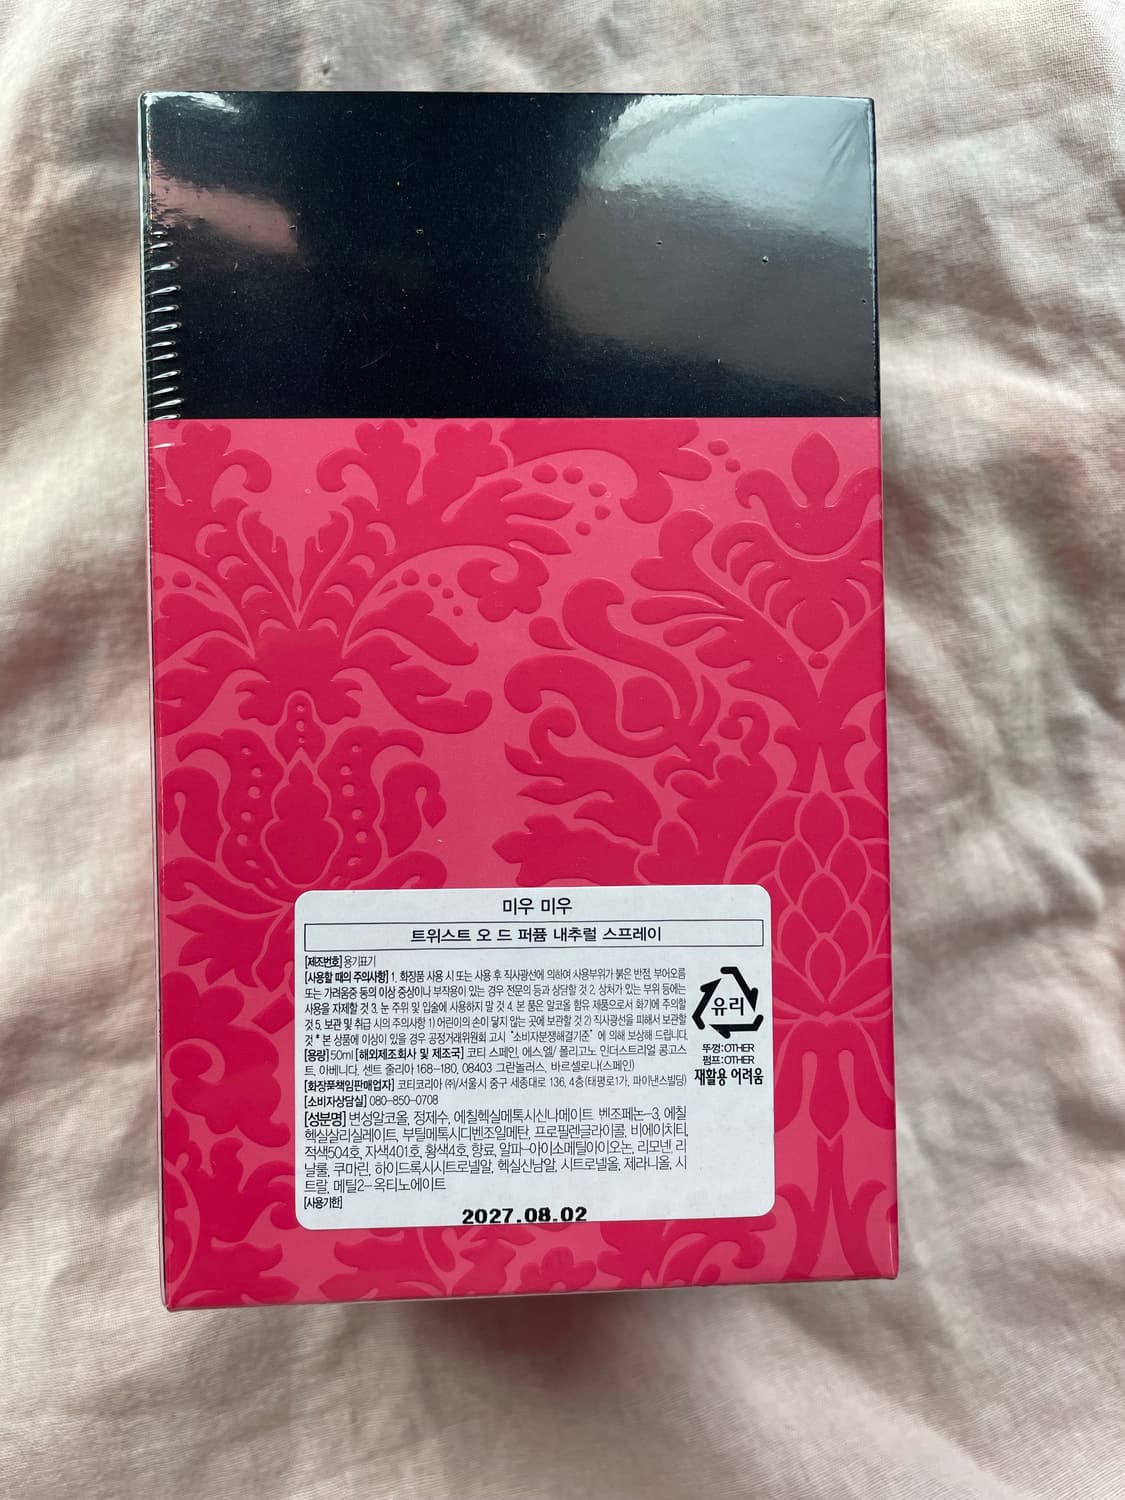 미우 미우
트위스트 오 드 퍼퓸 내추럴 스프레이
[제조번호] 용기표기
[사용할 때의 주의사항] 1. 화장품 사용 시 또는 사용 후 직사광선에 의하여 사용부위가 붉은 반점, 부어오름
또는 가려움증 등의 이상 증상이나 부작용이 있는 경우 전문의 등과 상담할 것 2. 상처가 있는 부위 등에는
사용을 자제할 것 3. 눈 주위 및 입술에 사용하지 말 것 4. 본 품은 알코올 함유 제품으로서 화기에 주의할
것 5. 보관 및 취급 시의 주의사항 1) 어린이의 손이 닿지 않는 곳에 보관할 것 2) 직사광선을 피해서 보관할
것 * 본 상품에 이상이 있을 경우 공정거래위원회 고시 "소비자분쟁해결기준" 에 의해 보상해 드립니다.
[용량] 50ml [해외제조회사 및 제조국] 코티 스페인, 에스.엘/ 폴리고노 인더스트리얼 콩고스
트, 아베니다. 센트 줄리아 168-180, 08403 그란놀러스, 바르셀로나(스페인)
[화장품책임판매업자] 코티코리아 ㈜/서울시 중구 세종대로 136, 4층(태평로1가, 파이낸스빌딩)
[소비자상담실] 080-850-0708
[성분명] 변성알코올, 정제수, 에칠헥실메톡시신나메이트, 벤조페논-3, 에칠
헥실살리실레이트, 부틸메톡시디벤조일메탄, 프로필렌글라이콜, 비에이치티,
적색504호, 자색401호, 황색4호, 향료, 알파-아이소메틸아이오논, 리모넨, 리
날룰, 쿠마린, 하이드록시시트로넬알, 헥실신남알, 시트로넬올, 제라니올, 시
트랄, 메틸2-옥티노에이트
[사용기한]
2027.08.02
유리
뚜껑:OTHER
펌프:OTHER
재활용 어려움